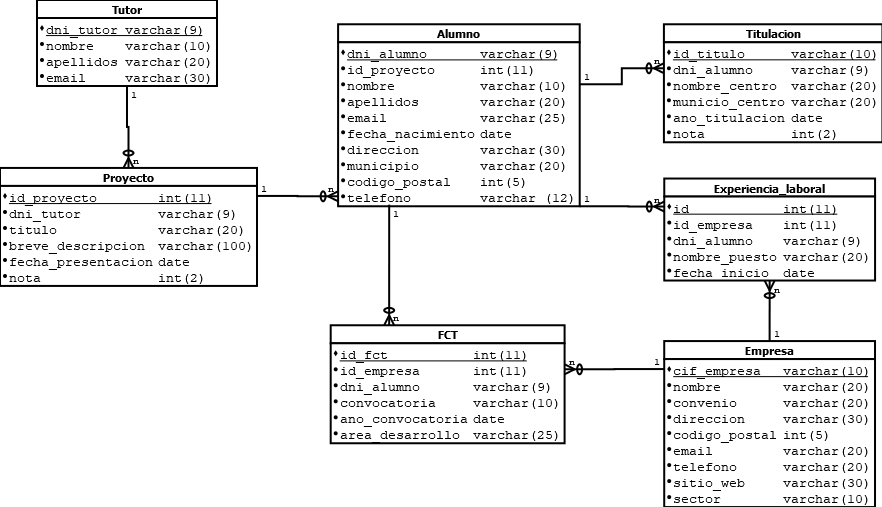 Tutor
dni_tutor varchar(9)
nombre varchar(10)
apellidos varchar(20)
email varchar(30)
1
n
Proyecto
id_proyecto int(11)
dni_tutor varchar(9)
titulo varchar(20)
breve_descripcion varchar(100)
fecha_presentacion date
nota int(2)
1
n
Alumno
dni_alumno varchar(9)
id_proyecto int(11)
nombre varchar(10)
apellidos varchar(20)
email varchar(25)
fecha_nacimiento date
direccion varchar(30)
municipio varchar(20)
codigo_postal int(5)
telefono varchar (12)
1
n
1
n
1
n
Titulacion
id_titulo varchar(10)
dni_alumno varchar(9)
nombre_centro varchar(20)
municio_centro varchar(20)
ano_titulacion date
nota int(2)
Experiencia_laboral
id int(11)
id_empresa int(11)
dni_alumno varchar(9)
nombre_puesto varchar(20)
fecha_inicio date
n
1
FCT
id_fct int(11)
id_empresa int(11)
dni_alumno varchar(9)
convocatoria varchar(10)
ano_convocatoria date
area_desarrollo varchar(25)
n
1
Empresa
cif_empresa varchar(10)
nombre varchar(20)
convenio varchar(20)
direccion varchar(30)
codigo_postal int(5)
email varchar(20)
telefono varchar(20)
sitio_web varchar(30)
sector varchar(10)